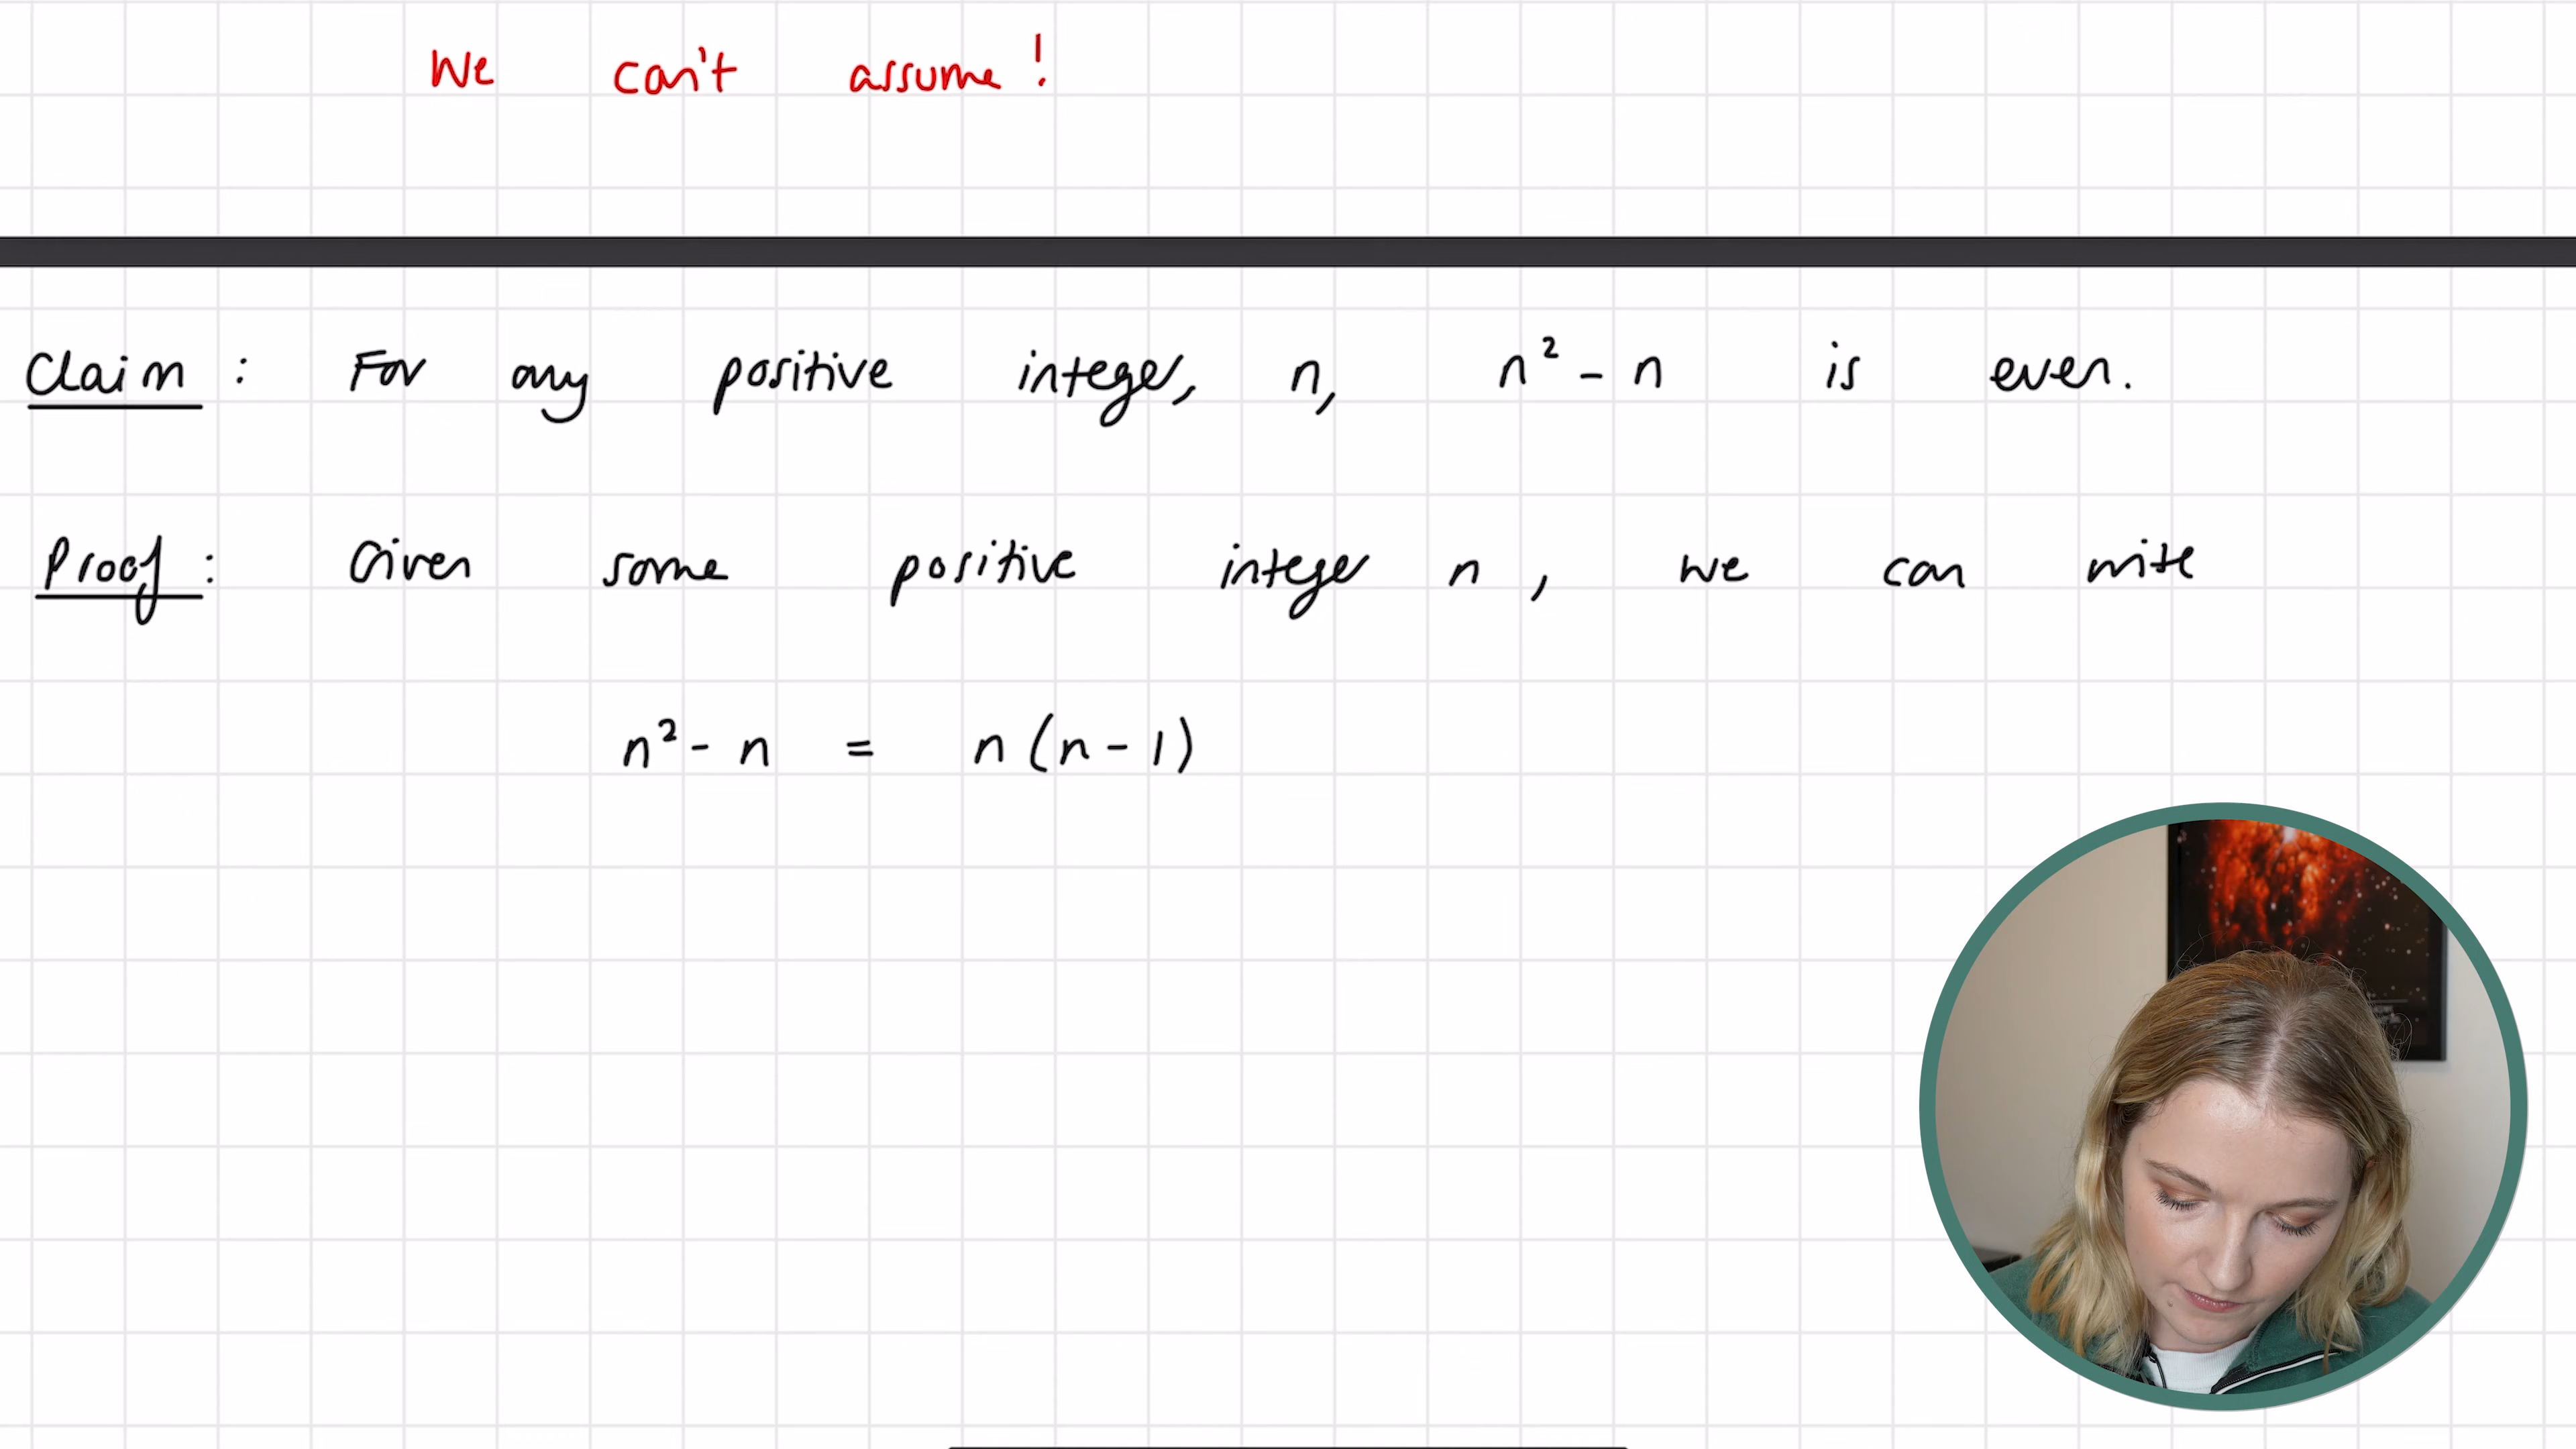 We can't assume!
Claim: For any positive integer, n, n² - n is even.
Proof: Given some positive integer n, we can write
n² - n = n(n - 1)